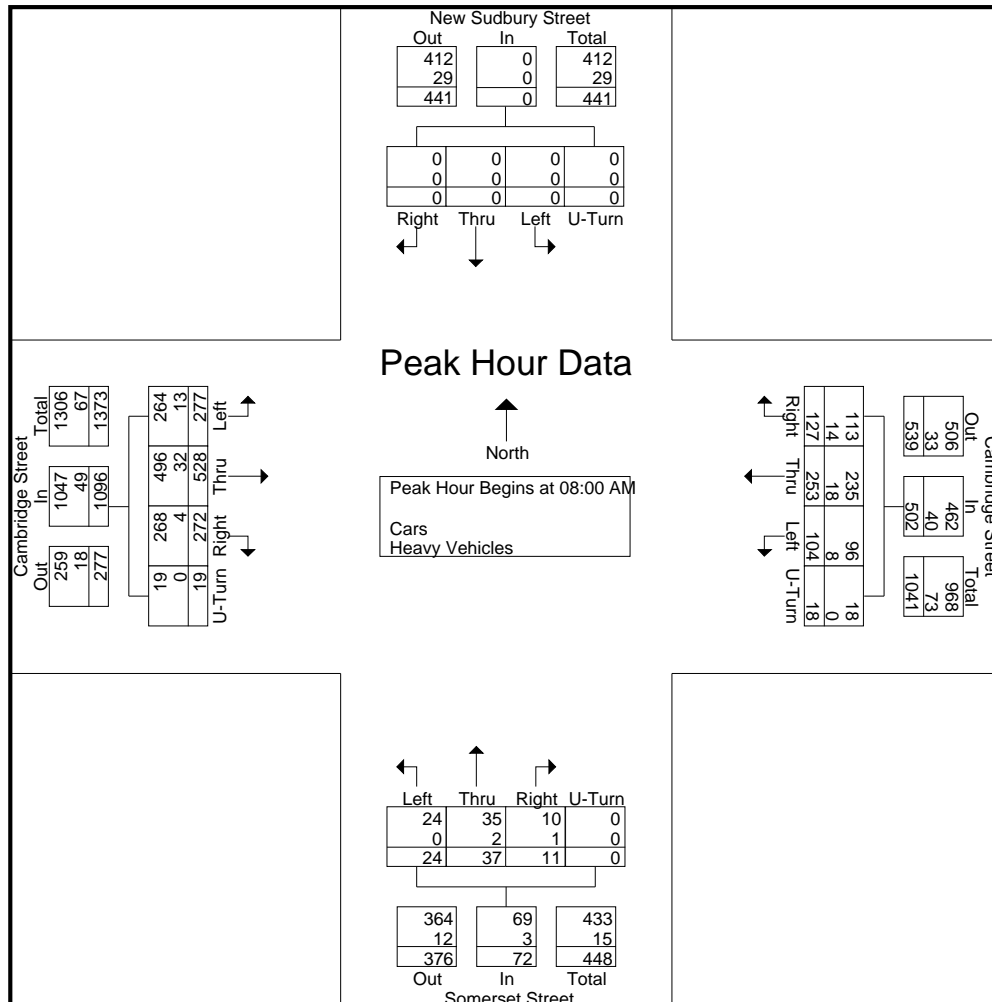 New Sudbury Street
Out In Total
412 0 412
29 0 29
441 0 441
0 0 0 0
0 0 0 0
0 0 0 0
Right Thru Left U-Turn
Peak Hour Data
North
Peak Hour Begins at 08:00 AM
Cars
Heavy Vehicles
Cambridge Street
Total In Out
1306 1047 259
67 49 18
1373 1096 277
264 496 268 19
13 32 4 0
277 528 272 19
Left Thru Right U-Turn
Right Thru Left U-Turn
127 253 104 18
14 18 8 0
113 235 96 18
539 502 1041
33 40 73
506 462 968
Out In Total
Cambridge Street
Left Thru Right U-Turn
24 35 10 0
0 2 1 0
24 37 11 0
364 69 433
12 3 15
376 72 448
Out In Total
Somerset Street